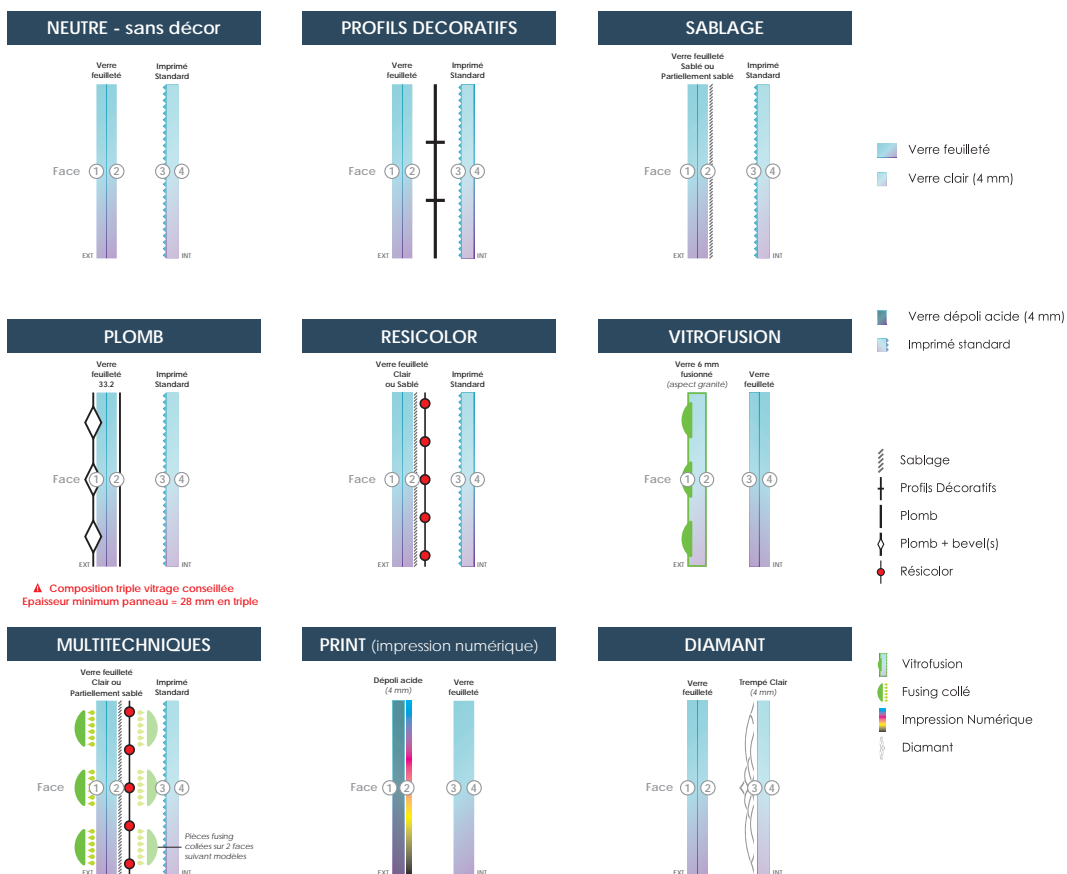 NEUTRE - sans décor
Verre
feuilleté
Imprimé
Standard
Face 1 2 3 4
EXT
INT
PROFILS DECORATIFS
Verre
feuilleté
Imprimé
Standard
Face 1 2 3 4
EXT
INT
SABLAGE
Verre feuilleté
Sablé ou
Partiellement sablé
Imprimé
Standard
Face 1 2 3 4
EXT
INT
Verre feuilleté
Verre clair (4 mm)
Verre dépoli acide (4 mm)
Imprimé standard
PLOMB
Verre
feuilleté
33.2
Imprimé
Standard
Face 1 2 3 4
EXT
INT
Composition triple vitrage conseillée
Epaisseur minimum panneau = 28 mm en triple
RESICOLOR
Verre feuilleté
Clair
ou Sablé
Imprimé
Standard
Face 1 2 3 4
EXT
INT
VITROFUSION
Verre 6 mm
fusionné
(aspect granité)
Verre
feuilleté
Face 1 2 3 4
EXT
INT
Sablage
Profils Décoratifs
Plomb
Plomb + bevel(s)
Résicolor
MULTITECHNIQUES
Verre feuilleté
Clair ou
Partiellement sablé
Imprimé
Standard
Face 1 2 3 4
Pièces fusing
collées sur 2 faces
suivant modèles
EXT
INT
PRINT (impression numérique)
Dépoli acide
(4 mm)
Verre
feuilleté
Face 1 2 3 4
EXT
INT
DIAMANT
Verre
feuilleté
Trempé Clair
(4 mm)
Face 1 2 3 4
EXT
INT
Vitrofusion
Fusing collé
Impression Numérique
Diamant